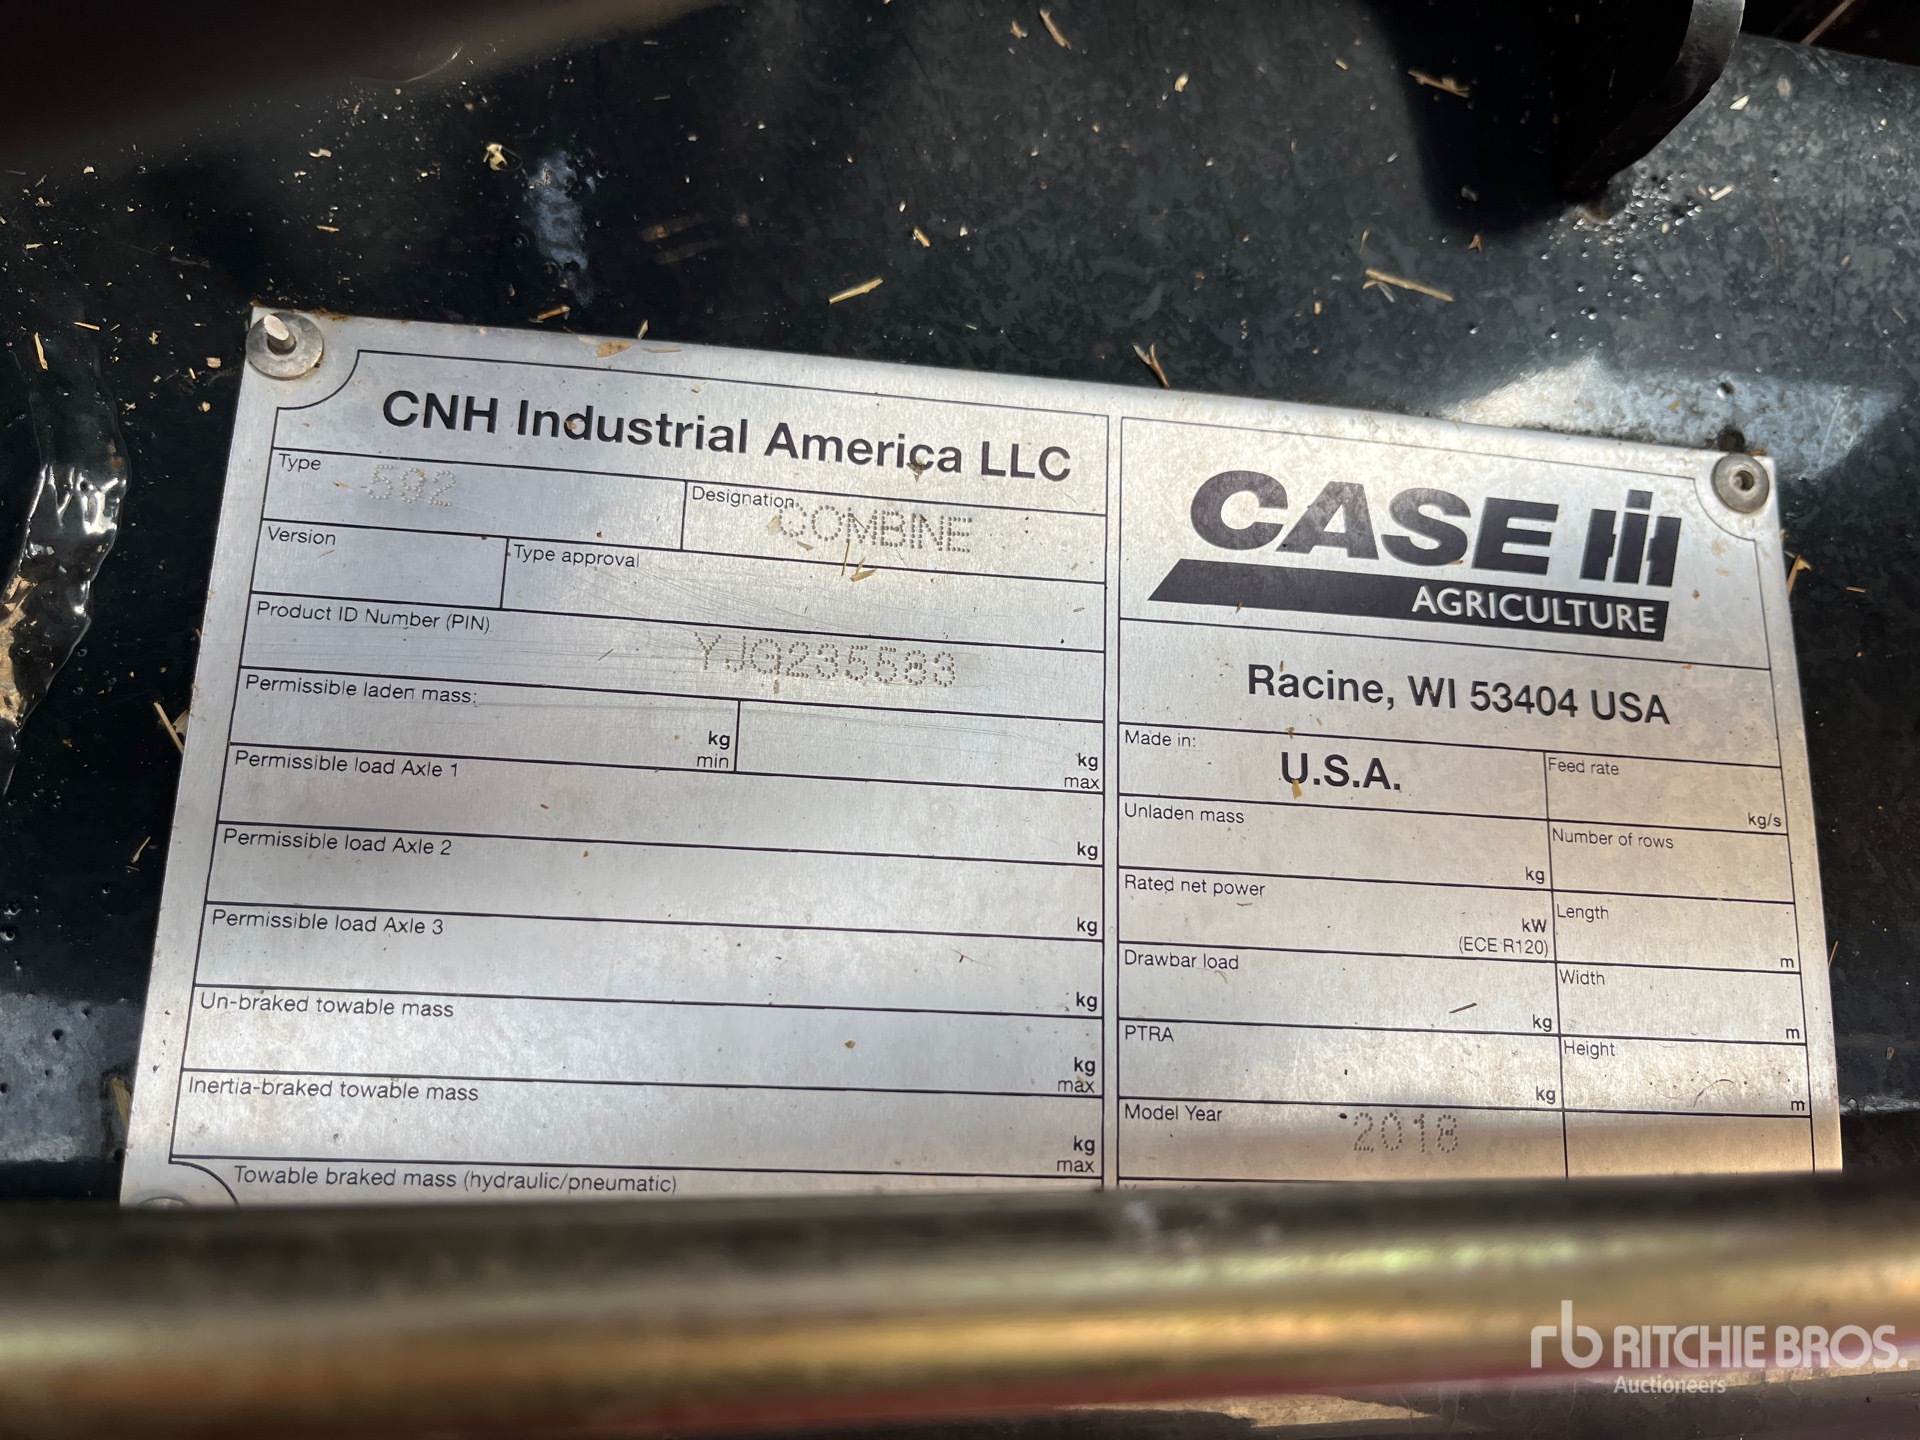 CNH Industrial America LLC
Type 592
Designation COMBINE
Version
Type approval
Product ID Number (PIN) YJG235583
Permissible laden mass:
kg min
kg max
Permissible load Axle 1 kg
Permissible load Axle 2 kg
Permissible load Axle 3 kg
Un-braked towable mass kg max
Inertia-braked towable mass kg max
Towable braked mass (hydraulic/pneumatic)
CASE IH
AGRICULTURE
Racine, WI 53404 USA
Made in: U.S.A.
Feed rate kg/s
Unladen mass kg
Number of rows
Rated net power kW (ECE R120)
Length m
Drawbar load kg
Width m
PTRA kg
Height m
Model Year 2018
rb RITCHIE BROS.
Auctioneers